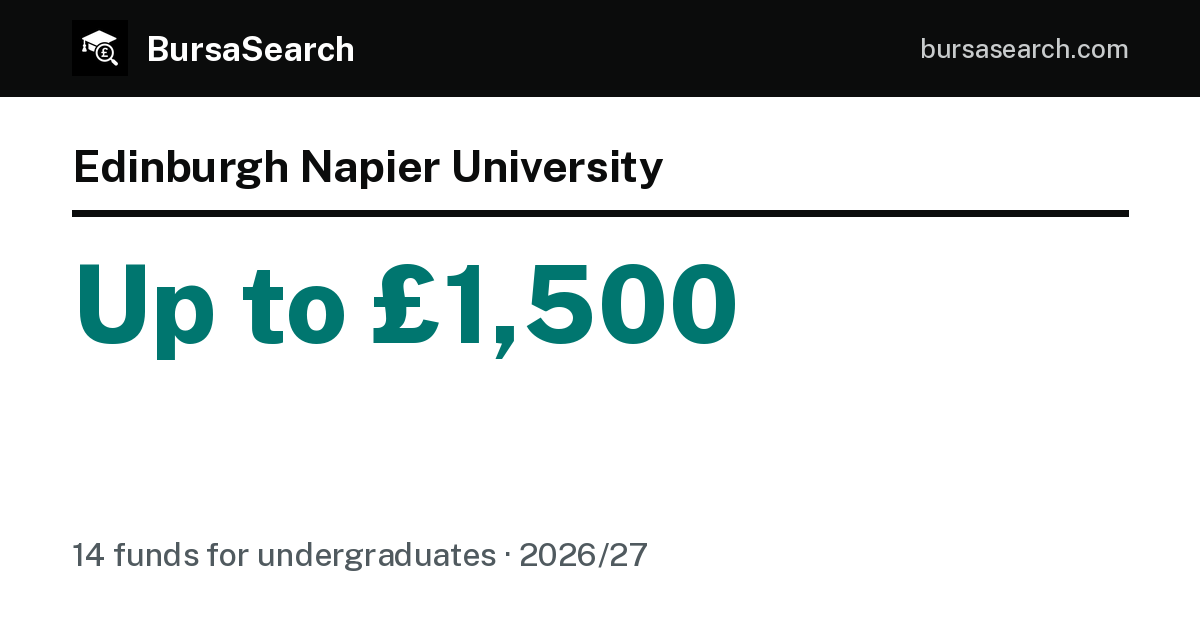 £
BursaSearch
bursasearch.com
Edinburgh Napier University
Up to £1,500
14 funds for undergraduates · 2026/27